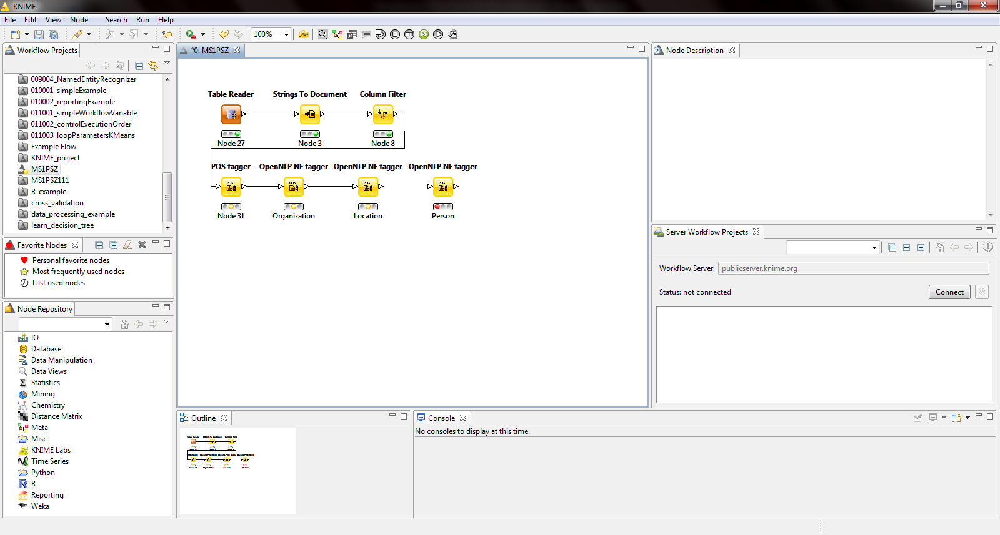 KNIME
File Edit View Node Search Run Help
100%
Workflow Projects
009004_NamedEntityRecognizer
010001_simpleExample
010002_reportingExample
011001_simpleWorkflowVariable
011002_controlExecutionOrder
011003_loopParametersKMeans
Example Flow
KNIME_project
MS1PSZ
MS1PSZ111
R_example
cross_validation
data_processing_example
learn_decision_tree
Favorite Nodes
Personal favorite nodes
Most frequently used nodes
Last used nodes
Node Repository
IO
Database
Data Manipulation
Data Views
Statistics
Mining
Chemistry
Distance Matrix
Meta
Misc
KNIME Labs
Time Series
Python
R
Reporting
Weka
*0: MS1PSZ
Table Reader Strings To Document Column Filter
Node 27 Node 3 Node 8
POS tagger OpenNLP NE tagger OpenNLP NE tagger OpenNLP NE tagger
POS POS POS POS
Node 31 Organization Location Person
Outline
Console
No consoles to display at this time.
Node Description
Server Workflow Projects
Workflow Server: publicserver.knime.org
Status: not connected Connect